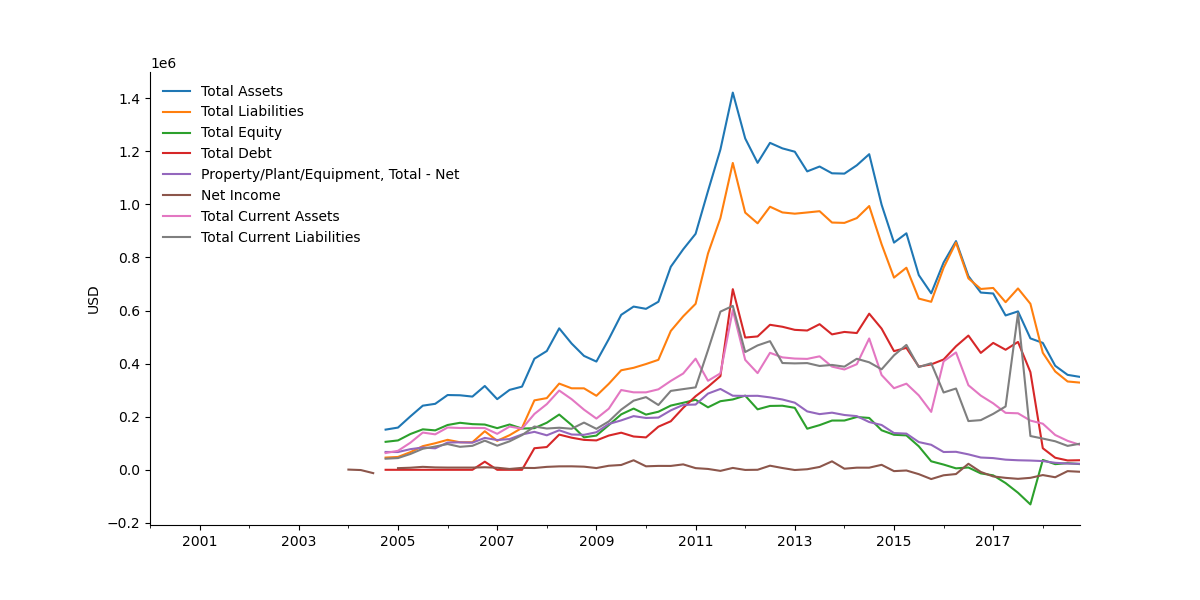 1e6
1.4
1.2
1.0
0.8
0.6
0.4
0.2
0.0
−0.2
USD
Total Assets
Total Liabilities
Total Equity
Total Debt
Property/Plant/Equipment, Total - Net
Net Income
Total Current Assets
Total Current Liabilities
2001 2003 2005 2007 2009 2011 2013 2015 2017